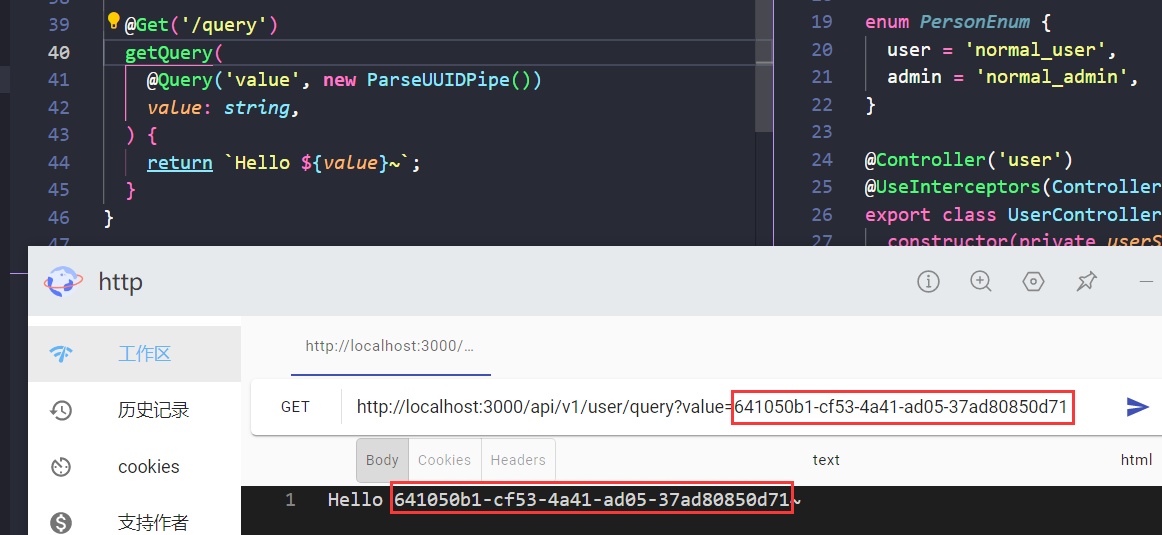 39 @Get('/query')
40 getQuery(
41 @Query('value', new ParseUUIDPipe())
42 value: string,
43 ) {
44 return `Hello ${value}~`;
45 }
46 }
47
19 enum PersonEnum {
20 user = 'normal_user',
21 admin = 'normal_admin',
22 }
23
24 @Controller('user')
25 @UseInterceptors(Controller
26 export class UserController
27 constructor(private userS
http
工作区
历史记录
cookies
支持作者
http://localhost:3000/…
GET http://localhost:3000/api/v1/user/query?value=641050b1-cf53-4a41-ad05-37ad80850d71
Body Cookies Headers text html
1 Hello 641050b1-cf53-4a41-ad05-37ad80850d71~